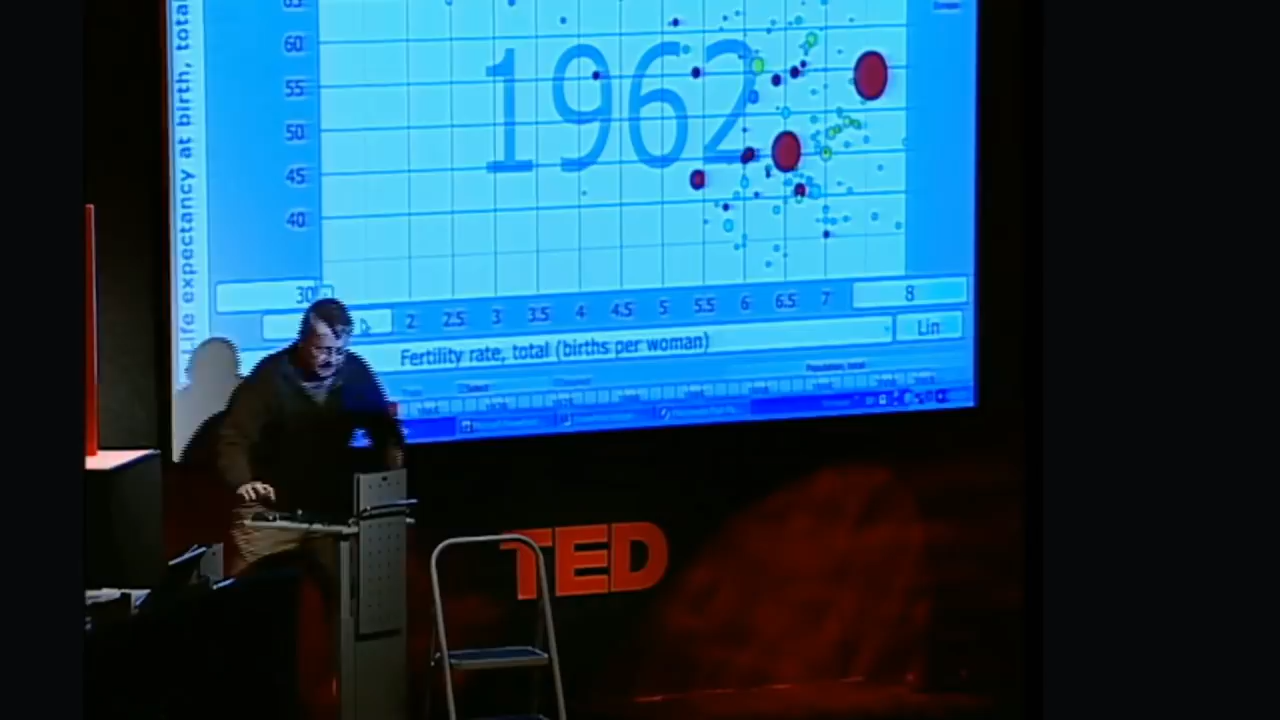 Life expectancy at birth, total
1962
60
55
50
45
40
30
2 2.5 3 3.5 4 4.5 5 5.5 6 6.5 7 8
Fertility rate, total (births per woman) Lin
TED